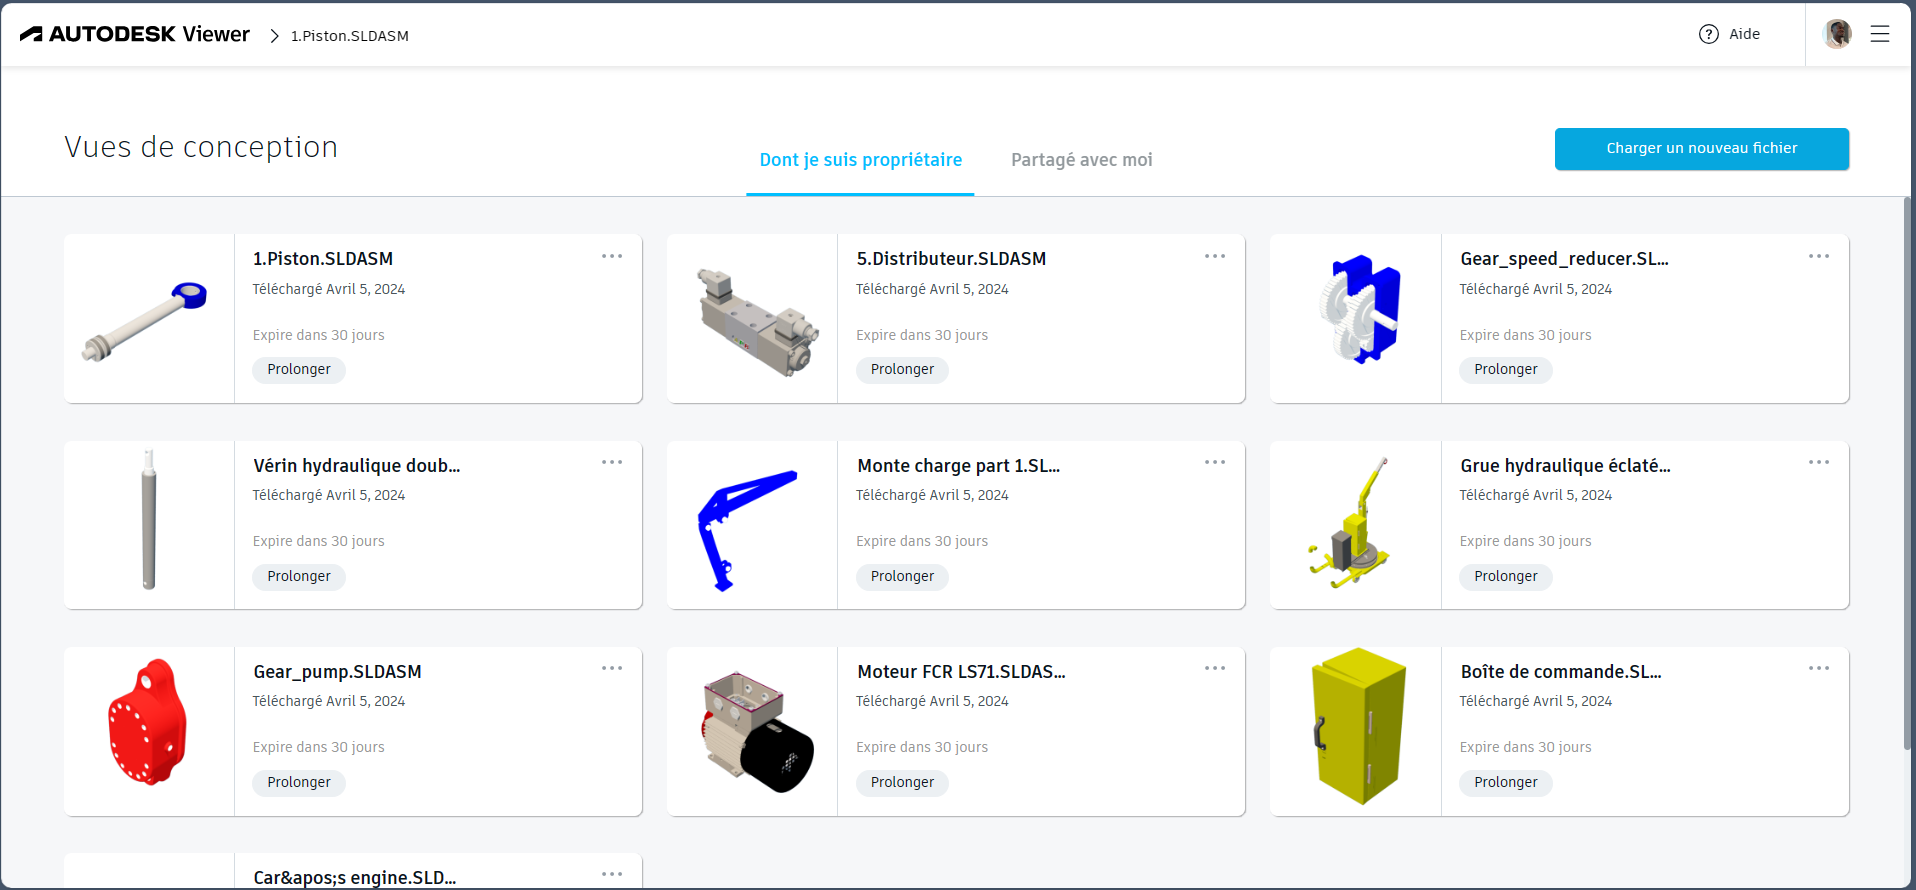 AUTODESK Viewer > 1.Piston.SLDASM
? Aide
Vues de conception
Dont je suis propriétaire
Partagé avec moi
Charger un nouveau fichier
1.Piston.SLDASM
Téléchargé Avril 5, 2024
Expire dans 30 jours
Prolonger
5.Distributeur.SLDASM
Téléchargé Avril 5, 2024
Expire dans 30 jours
Prolonger
Gear_speed_reducer.SL...
Téléchargé Avril 5, 2024
Expire dans 30 jours
Prolonger
Vérin hydraulique doub...
Téléchargé Avril 5, 2024
Expire dans 30 jours
Prolonger
Monte charge part 1.SL...
Téléchargé Avril 5, 2024
Expire dans 30 jours
Prolonger
Grue hydraulique éclaté...
Téléchargé Avril 5, 2024
Expire dans 30 jours
Prolonger
Gear_pump.SLDASM
Téléchargé Avril 5, 2024
Expire dans 30 jours
Prolonger
Moteur FCR LS71.SLDAS...
Téléchargé Avril 5, 2024
Expire dans 30 jours
Prolonger
Boîte de commande.SL...
Téléchargé Avril 5, 2024
Expire dans 30 jours
Prolonger
Car&apos;s engine.SLD...